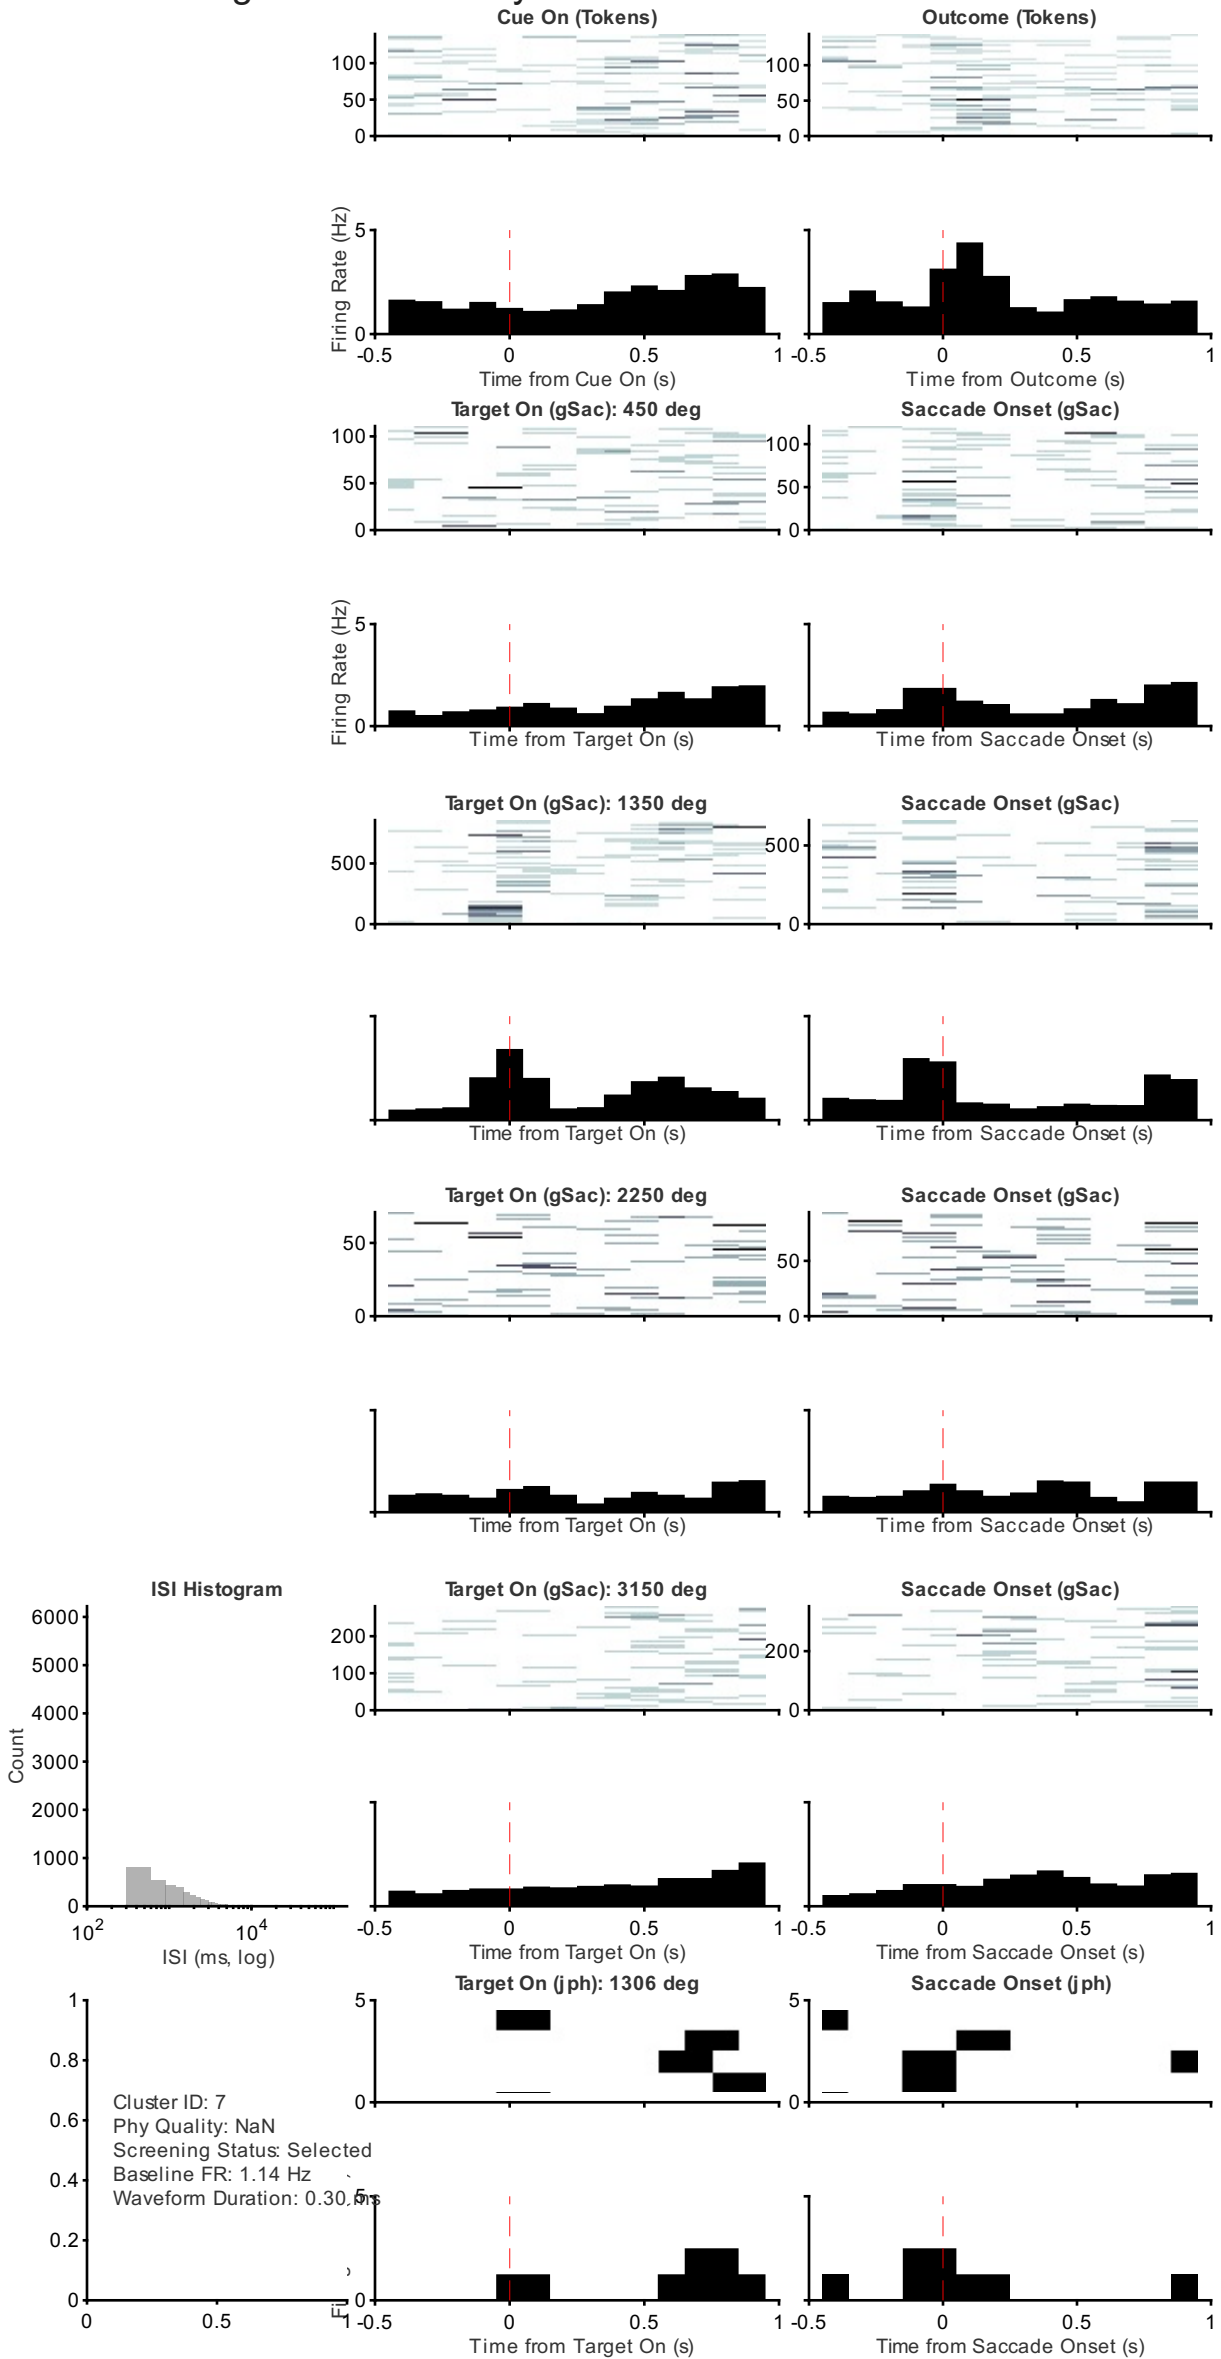 Cue On (Tokens)
Outcome (Tokens)
100
50
0
100
50
0
Firing Rate (Hz)
5
0
-0.5 0 0.5 1
-0.5 0 0.5 1
Time from Cue On (s)
Time from Outcome (s)
Target On (gSac): 450 deg
Saccade Onset (gSac)
100
50
0
100
50
0
Firing Rate (Hz)
5
0
Time from Target On (s)
Time from Saccade Onset (s)
Target On (gSac): 1350 deg
Saccade Onset (gSac)
500
0
500
0
Time from Target On (s)
Time from Saccade Onset (s)
Target On (gSac): 2250 deg
Saccade Onset (gSac)
50
0
50
0
Time from Target On (s)
Time from Saccade Onset (s)
ISI Histogram
Count
6000
5000
4000
3000
2000
1000
0
10^2 10^4
ISI (ms, log)
Target On (gSac): 3150 deg
Saccade Onset (gSac)
200
100
0
200
0
-0.5 0 0.5 1
-0.5 0 0.5 1
Time from Target On (s)
Time from Saccade Onset (s)
1
0.8
0.6
0.4
0.2
0
0 0.5 1
Cluster ID: 7
Phy Quality: NaN
Screening Status: Selected
Baseline FR: 1.14 Hz
Waveform Duration: 0.30 ms
Target On (jph): 1306 deg
Saccade Onset (jph)
5
0
5
0
5
0
-0.5 0 0.5 1
-0.5 0 0.5 1
Time from Target On (s)
Time from Saccade Onset (s)